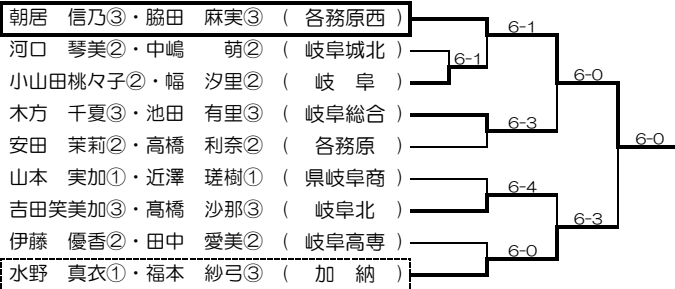 朝居　信乃③・脇田　麻実③　(　各務原西　)
6-1
河口　琴美②・中嶋　　萌②　(　岐阜城北　)
6-1
小山田桃々子②・幅　汐里②　(　岐　阜　)
6-0
木方　千夏③・池田　有里③　(　岐阜総合　)
6-3
安田　茉莉②・高橋　利奈②　(　各務原　)
6-0
山本　実加①・近澤　瑳樹①　(　県岐阜商　)
6-4
吉田笑美加③・髙橋　沙那③　(　岐阜北　)
6-3
伊藤　優香②・田中　愛美②　(　岐阜高専　)
6-0
水野　真衣①・福本　紗弓③　(　加　納　)